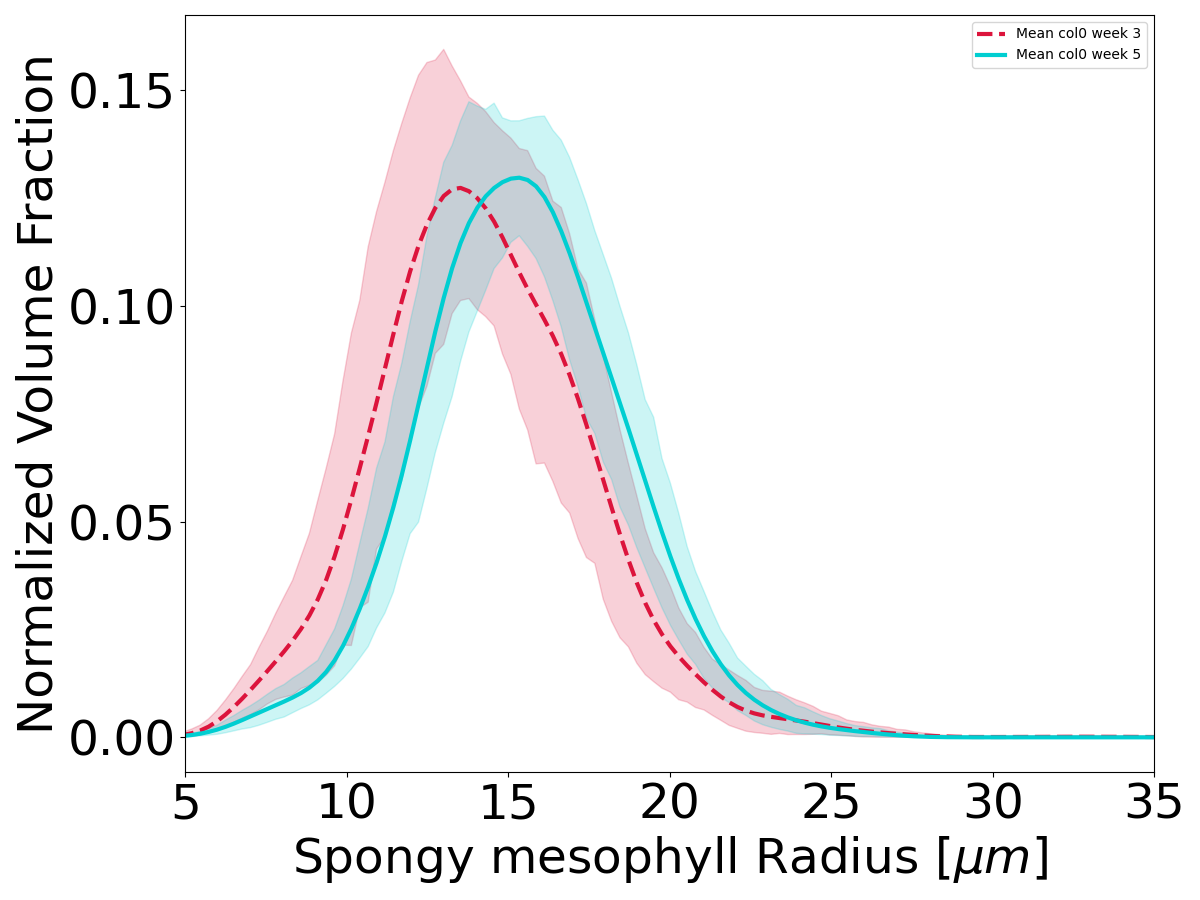 Mean col0 week 3
Mean col0 week 5
Normalized Volume Fraction
0.15
0.10
0.05
0.00
5 10 15 20 25 30 35
Spongy mesophyll Radius [μm]